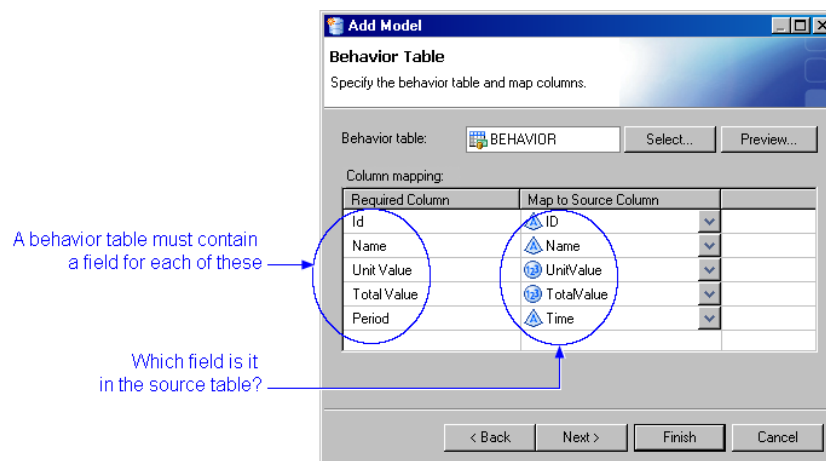 Add Model
Behavior Table
Specify the behavior table and map columns.
Behavior table: BEHAVIOR Select... Preview...
Column mapping:
Required Column Map to Source Column
Id A ID
Name A Name
Unit Value 123 UnitValue
Total Value 123 TotalValue
Period A Time
A behavior table must contain
a field for each of these
Which field is it
in the source table?
< Back Next > Finish Cancel